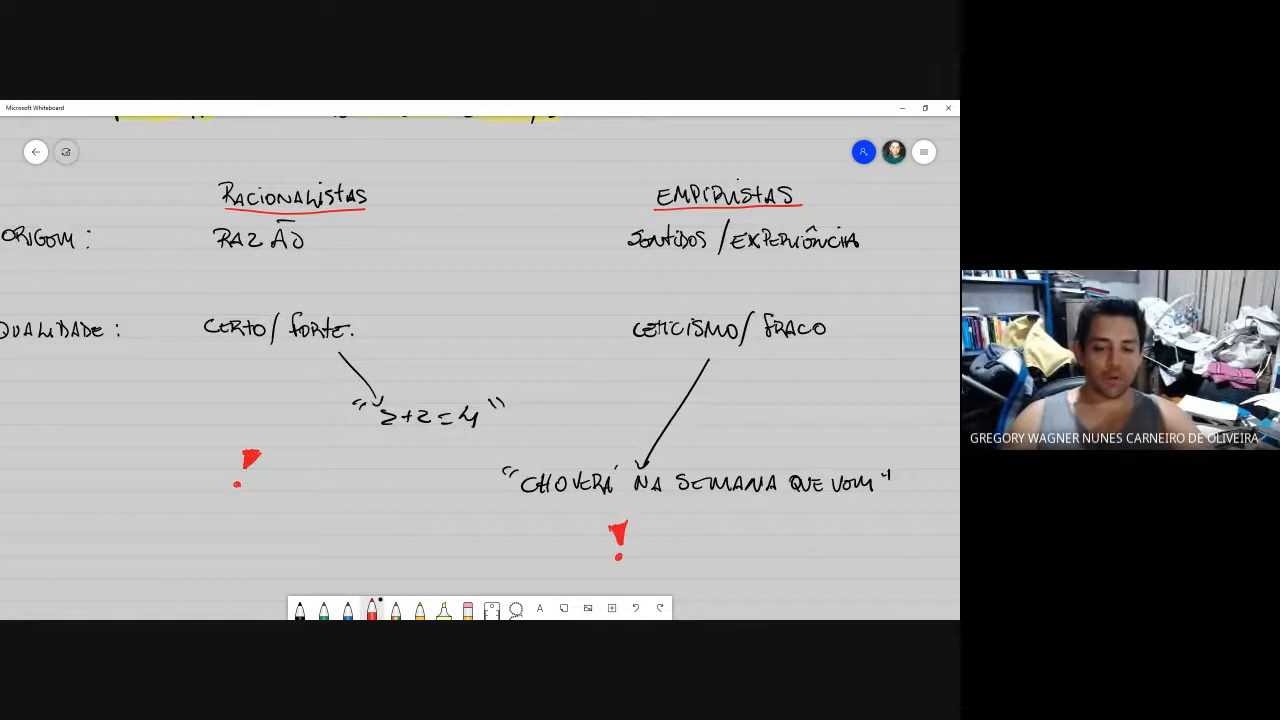 Microsoft Whiteboard
RACIONALISTAS
EMPIRISTAS
ORIGEM:
RAZÃO
SENTIDOS / EXPERIÊNCIA
QUALIDADE:
CERTO / FORTE.
CETICISMO / FRACO
"2+2=4"
"CHOVERÁ NA SEMANA QUE VEM"
!
!
GREGORY WAGNER NUNES CARNEIRO DE OLIVEIRA